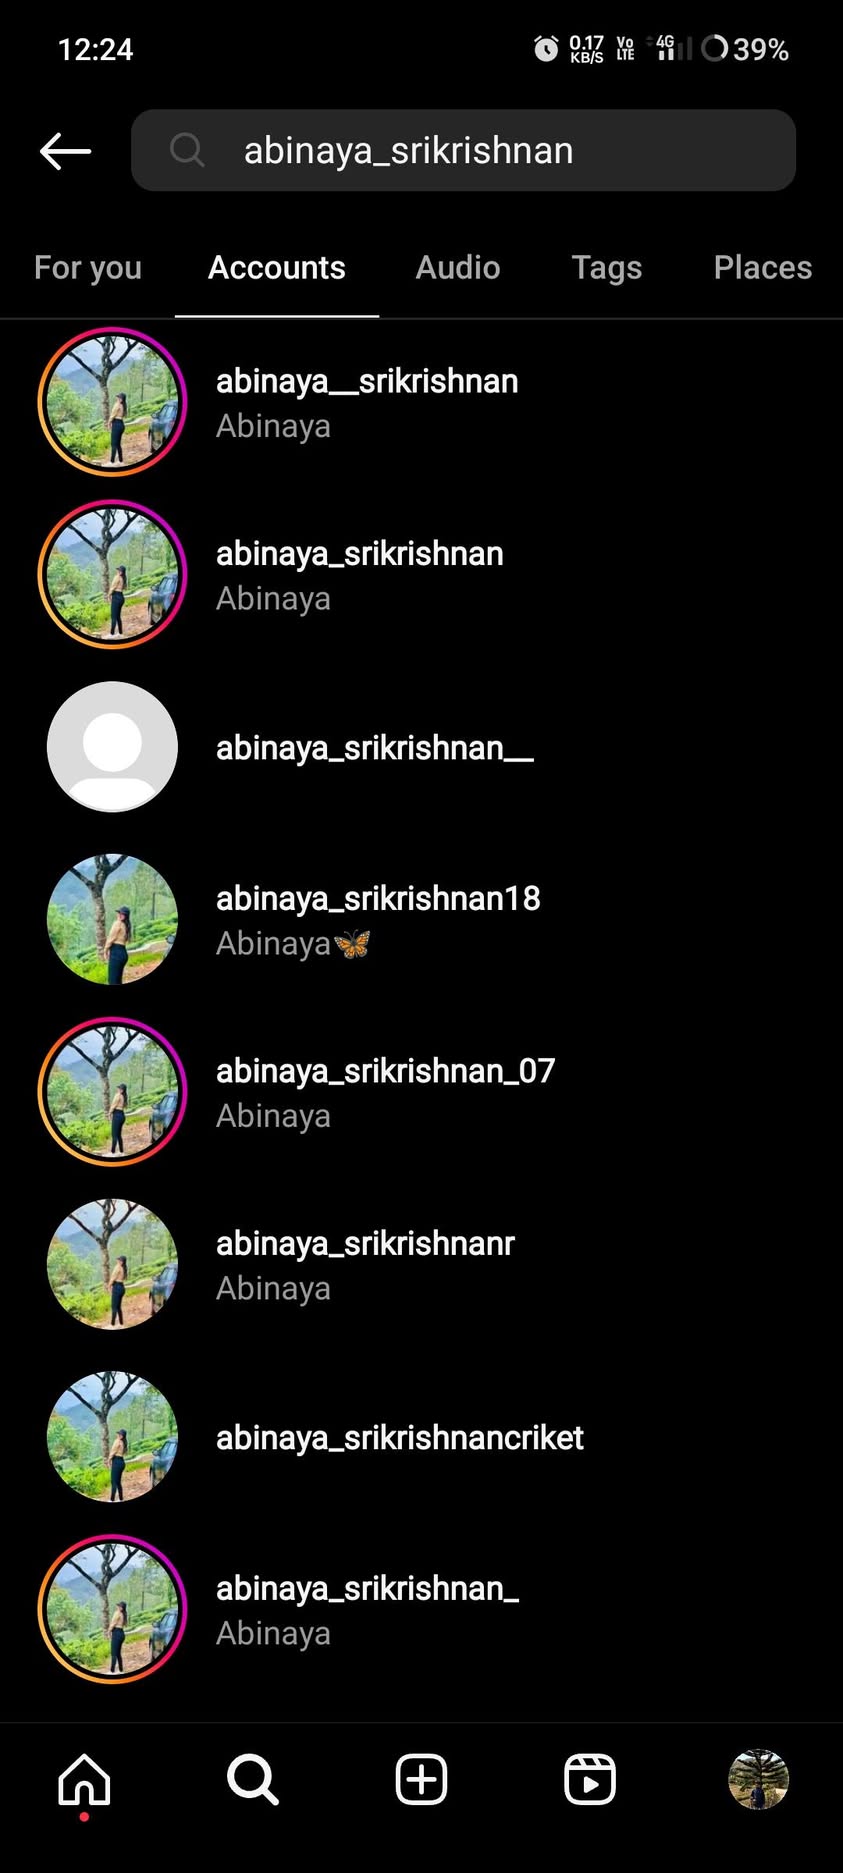 12:24
0.17 KB/S Vo LTE 4G 39%
abinaya_srikrishnan
For you Accounts Audio Tags Places
abinaya__srikrishnan
Abinaya
abinaya_srikrishnan
Abinaya
abinaya_srikrishnan__
abinaya_srikrishnan18
Abinaya🦋
abinaya_srikrishnan_07
Abinaya
abinaya_srikrishnanr
Abinaya
abinaya_srikrishnancriket
abinaya_srikrishnan_
Abinaya